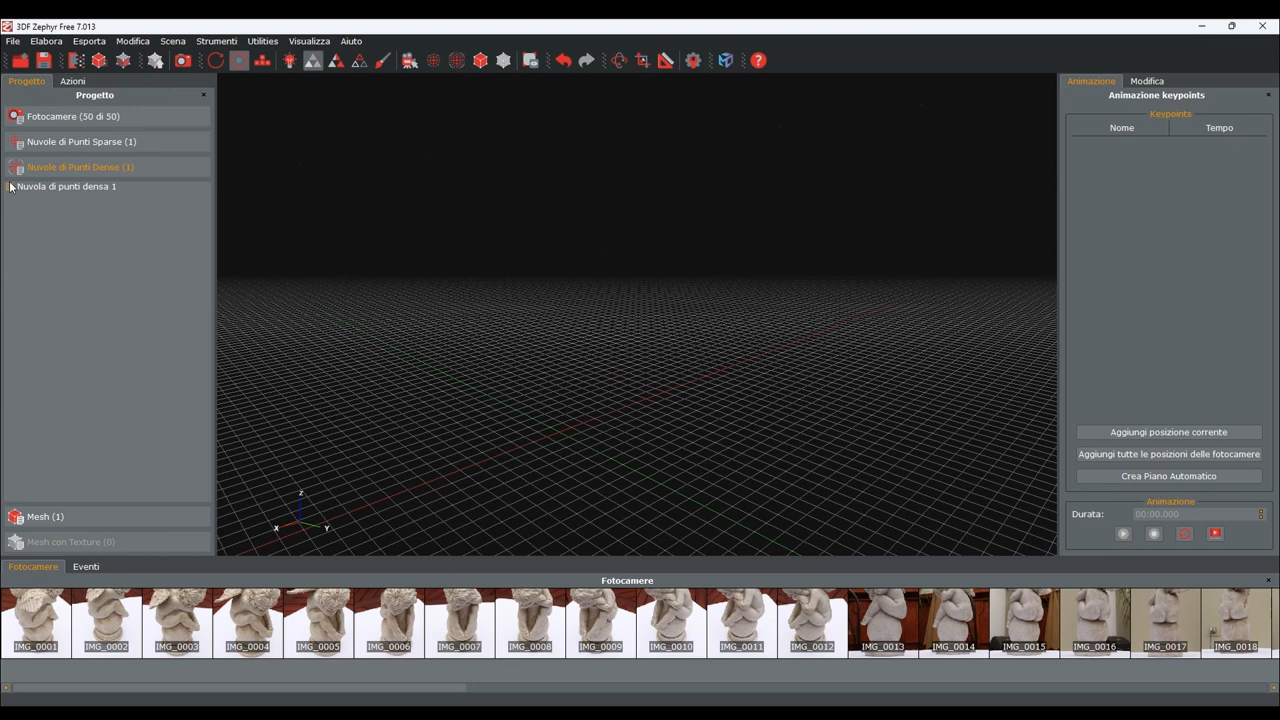 3DF Zephyr Free 7.013
File Elabora Esporta Modifica Scena Strumenti Utilities Visualizza Aiuto
Progetto Azioni
Progetto
Fotocamere (50 di 50)
Nuvole di Punti Sparse (1)
Nuvole di Punti Dense (1)
Nuvola di punti densa 1
Mesh (1)
Mesh con Texture (0)
Z
X Y
Animazione Modifica
Animazione keypoints
Keypoints
Nome Tempo
Aggiungi posizione corrente
Aggiungi tutte le posizioni delle fotocamere
Crea Piano Automatico
Animazione
Durata: 00:00.000
Fotocamere Eventi
Fotocamere
IMG_0001 IMG_0002 IMG_0003 IMG_0004 IMG_0005 IMG_0006 IMG_0007 IMG_0008 IMG_0009 IMG_0010 IMG_0011 IMG_0012 IMG_0013 IMG_0014 IMG_0015 IMG_0016 IMG_0017 IMG_0018